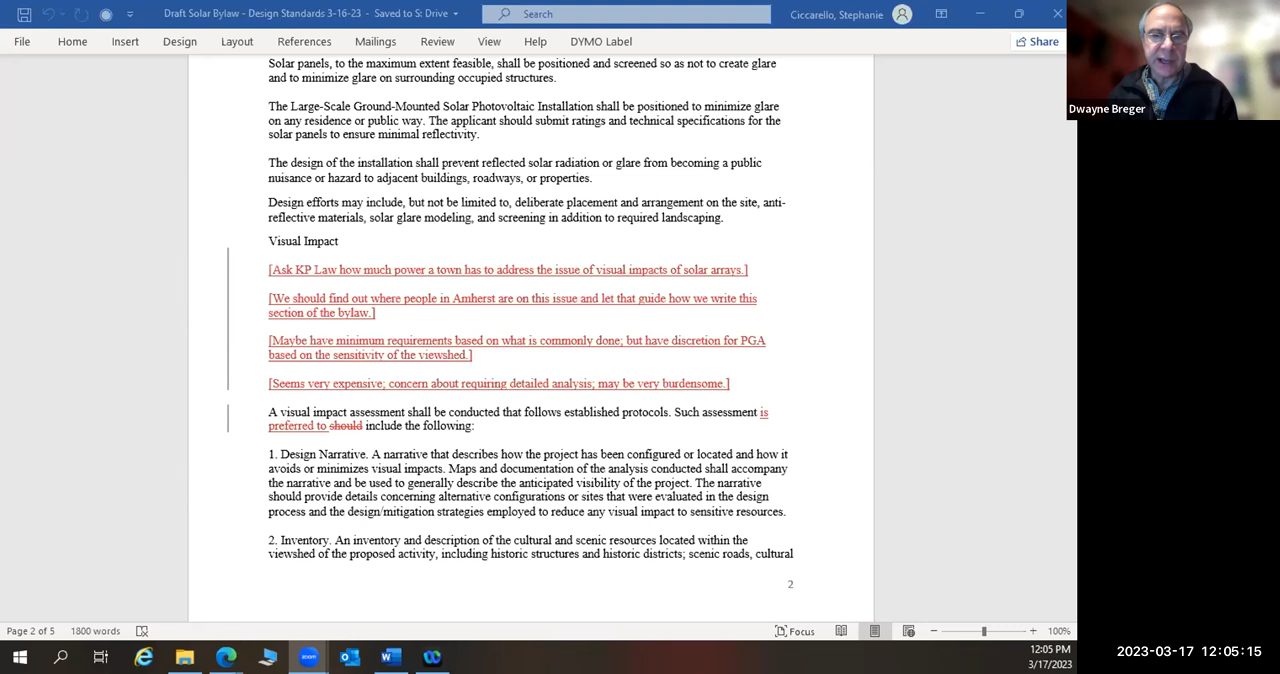 Draft Solar Bylaw - Design Standards 3-16-23 - Saved to S: Drive
Search
Ciccarello, Stephanie
File Home Insert Design Layout References Mailings Review View Help DYMO Label
Share
Solar panels, to the maximum extent feasible, shall be positioned and screened so as not to create glare
and to minimize glare on surrounding occupied structures.
The Large-Scale Ground-Mounted Solar Photovoltaic Installation shall be positioned to minimize glare
on any residence or public way. The applicant should submit ratings and technical specifications for the
solar panels to ensure minimal reflectivity.
The design of the installation shall prevent reflected solar radiation or glare from becoming a public
nuisance or hazard to adjacent buildings, roadways, or properties.
Design efforts may include, but not be limited to, deliberate placement and arrangement on the site, anti-
reflective materials, solar glare modeling, and screening in addition to required landscaping.
Visual Impact
[Ask KP Law how much power a town has to address the issue of visual impacts of solar arrays.]
[We should find out where people in Amherst are on this issue and let that guide how we write this
section of the bylaw.]
[Maybe have minimum requirements based on what is commonly done; but have discretion for PGA
based on the sensitivity of the viewshed.]
[Seems very expensive; concern about requiring detailed analysis; may be very burdensome.]
A visual impact assessment shall be conducted that follows established protocols. Such assessment is
preferred to should include the following:
1. Design Narrative. A narrative that describes how the project has been configured or located and how it
avoids or minimizes visual impacts. Maps and documentation of the analysis conducted shall accompany
the narrative and be used to generally describe the anticipated visibility of the project. The narrative
should provide details concerning alternative configurations or sites that were evaluated in the design
process and the design/mitigation strategies employed to reduce any visual impact to sensitive resources.
2. Inventory. An inventory and description of the cultural and scenic resources located within the
viewshed of the proposed activity, including historic structures and historic districts; scenic roads, cultural
2
Page 2 of 5 1800 words
Focus
100%
zoom
12:05 PM
3/17/2023
Dwayne Breger
2023-03-17 12:05:15